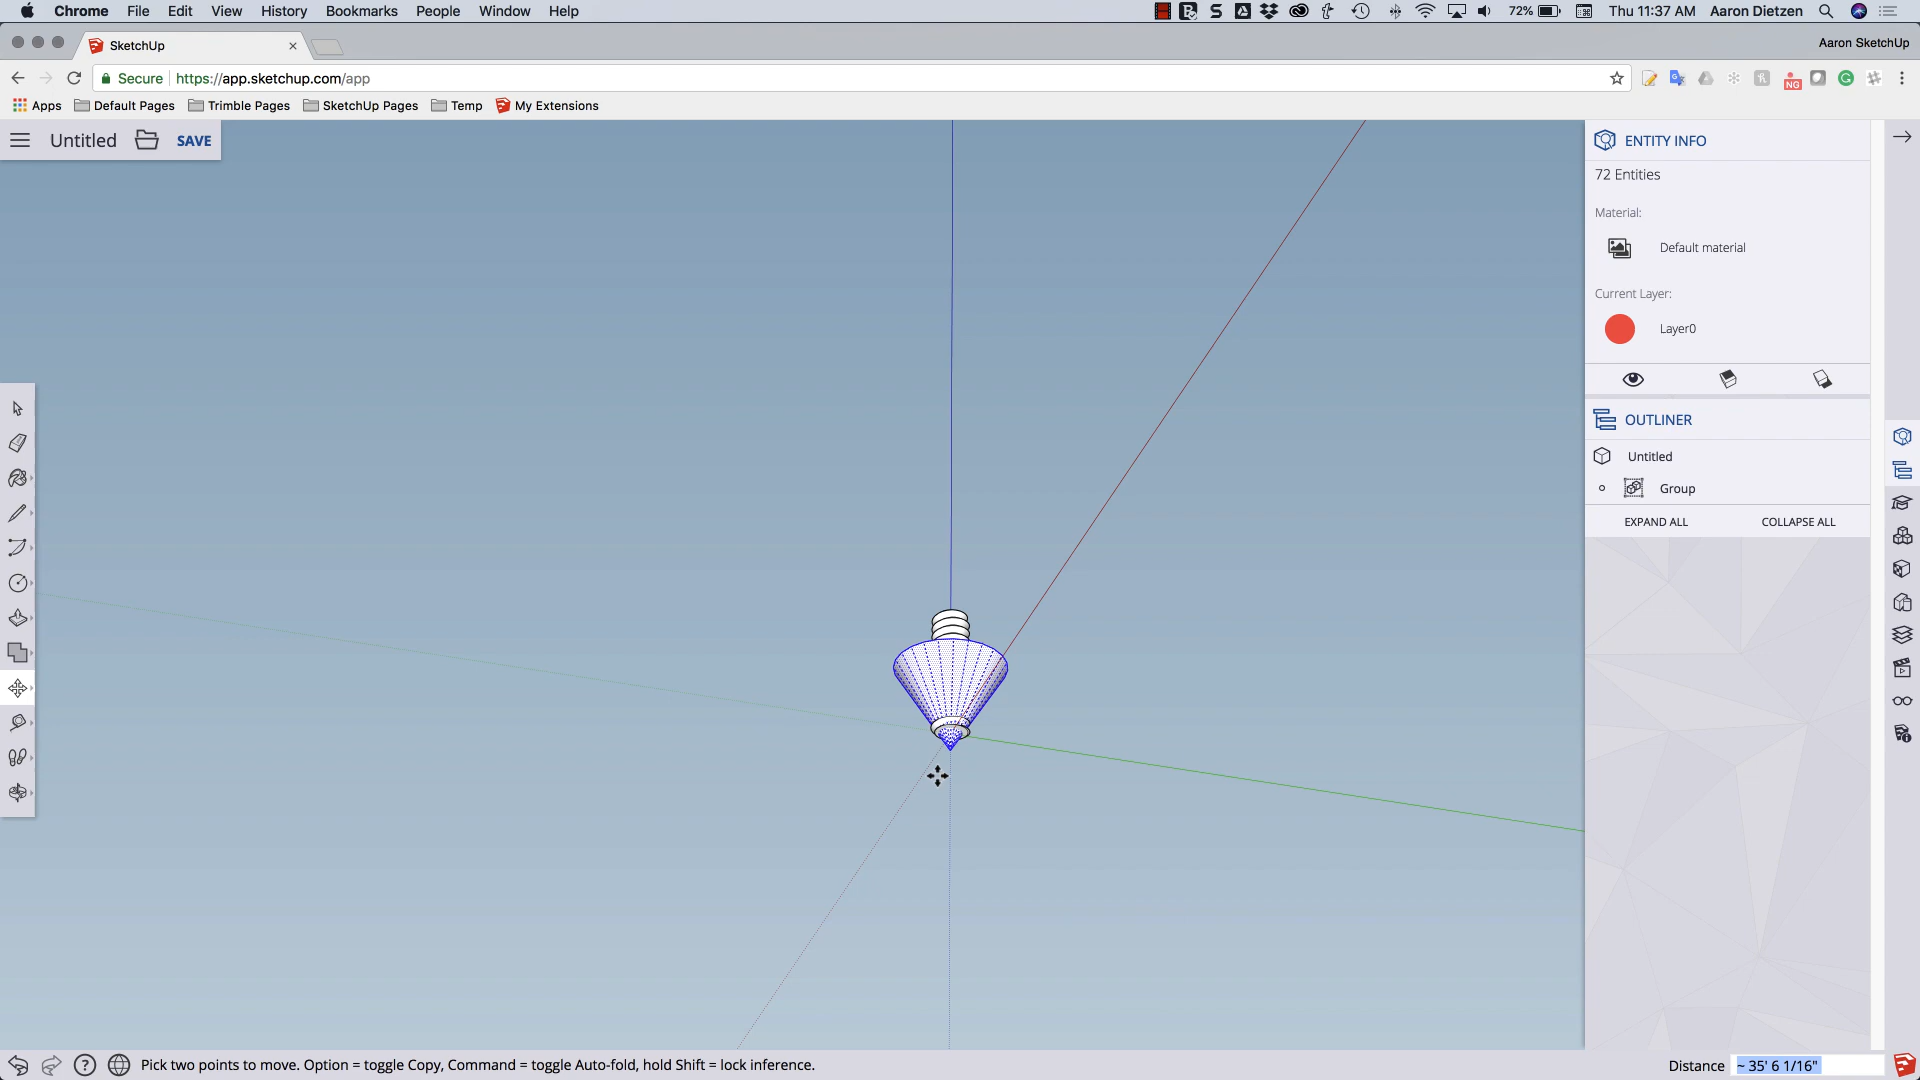 Chrome File Edit View History Bookmarks People Window Help 72% Thu 11:37 AM Aaron Dietzen
SketchUp
Aaron SketchUp
Secure https://app.sketchup.com/app
NG
Apps Default Pages Trimble Pages SketchUp Pages Temp My Extensions
Untitled SAVE
ENTITY INFO
72 Entities
Material:
Default material
Current Layer:
Layer0
OUTLINER
Untitled
Group
EXPAND ALL COLLAPSE ALL
Pick two points to move. Option = toggle Copy, Command = toggle Auto-fold, hold Shift = lock inference.
Distance ~ 35' 6 1/16"